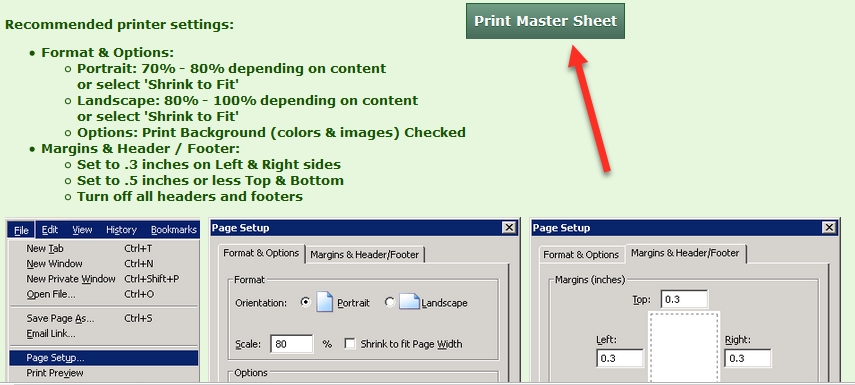 Print Master Sheet
Recommended printer settings:
• Format & Options:
○ Portrait: 70% - 80% depending on content
or select 'Shrink to Fit'
○ Landscape: 80% - 100% depending on content
or select 'Shrink to Fit'
○ Options: Print Background (colors & images) Checked
• Margins & Header / Footer:
○ Set to .3 inches on Left & Right sides
○ Set to .5 inches or less Top & Bottom
○ Turn off all headers and footers
File Edit View History Bookmarks
New Tab Ctrl+T
New Window Ctrl+N
New Private Window Ctrl+Shift+P
Open File... Ctrl+O
Save Page As... Ctrl+S
Email Link...
Page Setup...
Print Preview
Page Setup
Format & Options Margins & Header/Footer
Format
Orientation: Portrait Landscape
Scale: 80 % Shrink to fit Page Width
Options
Page Setup
Format & Options Margins & Header/Footer
Margins (inches)
Top: 0.3
Left: Right:
0.3 0.3